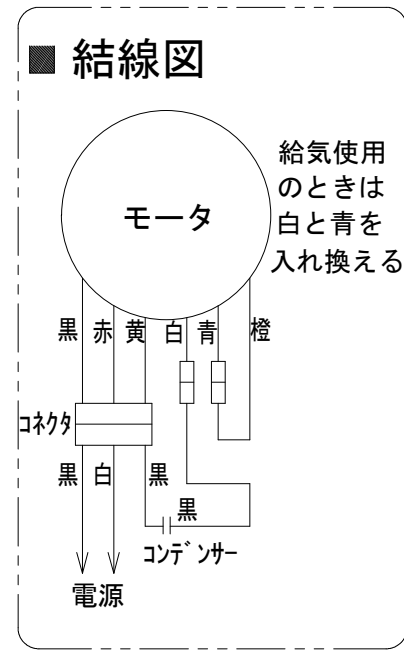 ■ 結線図
モータ
給気使用
のときは
白と青を
入れ換える
黒 赤 黄 白 青 橙
コネクタ
黒 白 黒
黒
コンデンサー
電源